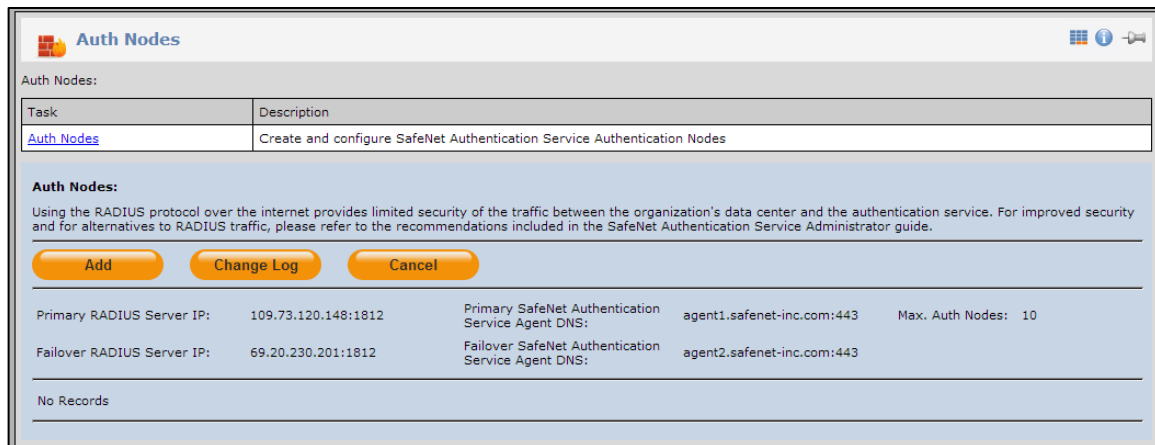 Auth Nodes
Auth Nodes:
Task Description
Auth Nodes Create and configure SafeNet Authentication Service Authentication Nodes
Auth Nodes:
Using the RADIUS protocol over the internet provides limited security of the traffic between the organization's data center and the authentication service. For improved security
and for alternatives to RADIUS traffic, please refer to the recommendations included in the SafeNet Authentication Service Administrator guide.
Add Change Log Cancel
Primary RADIUS Server IP: 109.73.120.148:1812 Primary SafeNet Authentication Service Agent DNS: agent1.safenet-inc.com:443 Max. Auth Nodes: 10
Failover RADIUS Server IP: 69.20.230.201:1812 Failover SafeNet Authentication Service Agent DNS: agent2.safenet-inc.com:443
No Records